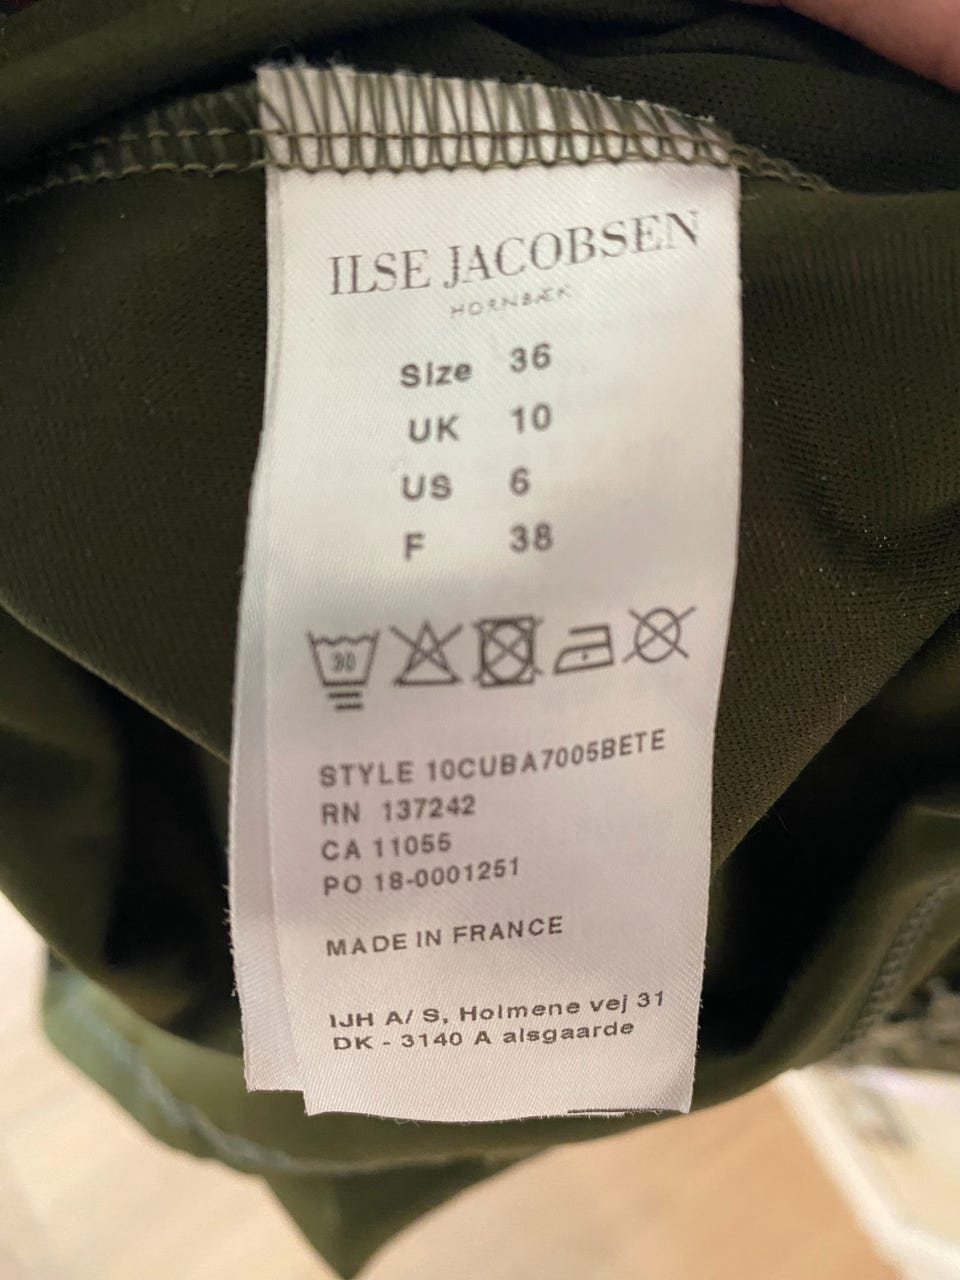 ILSE JACOBSEN
HORNBÆK
Size 36
UK 10
US 6
F 38
30
STYLE 10CUBA7005BETE
RN 137242
CA 11055
PO 18-0001251
MADE IN FRANCE
IJH A/ S, Holmene vej 31
DK - 3140 A alsgaarde